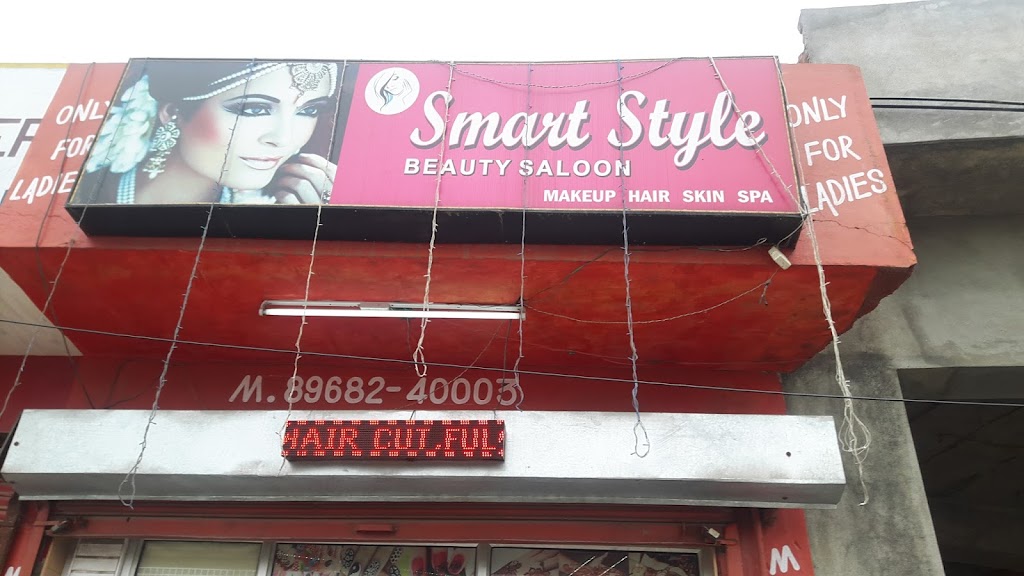 ONLY
FOR
LADIES
Smart Style
BEAUTY SALOON
MAKEUP HAIR SKIN SPA
ONLY
FOR
LADIES
M. 89682-40003
HAIR CUT,FUL
M